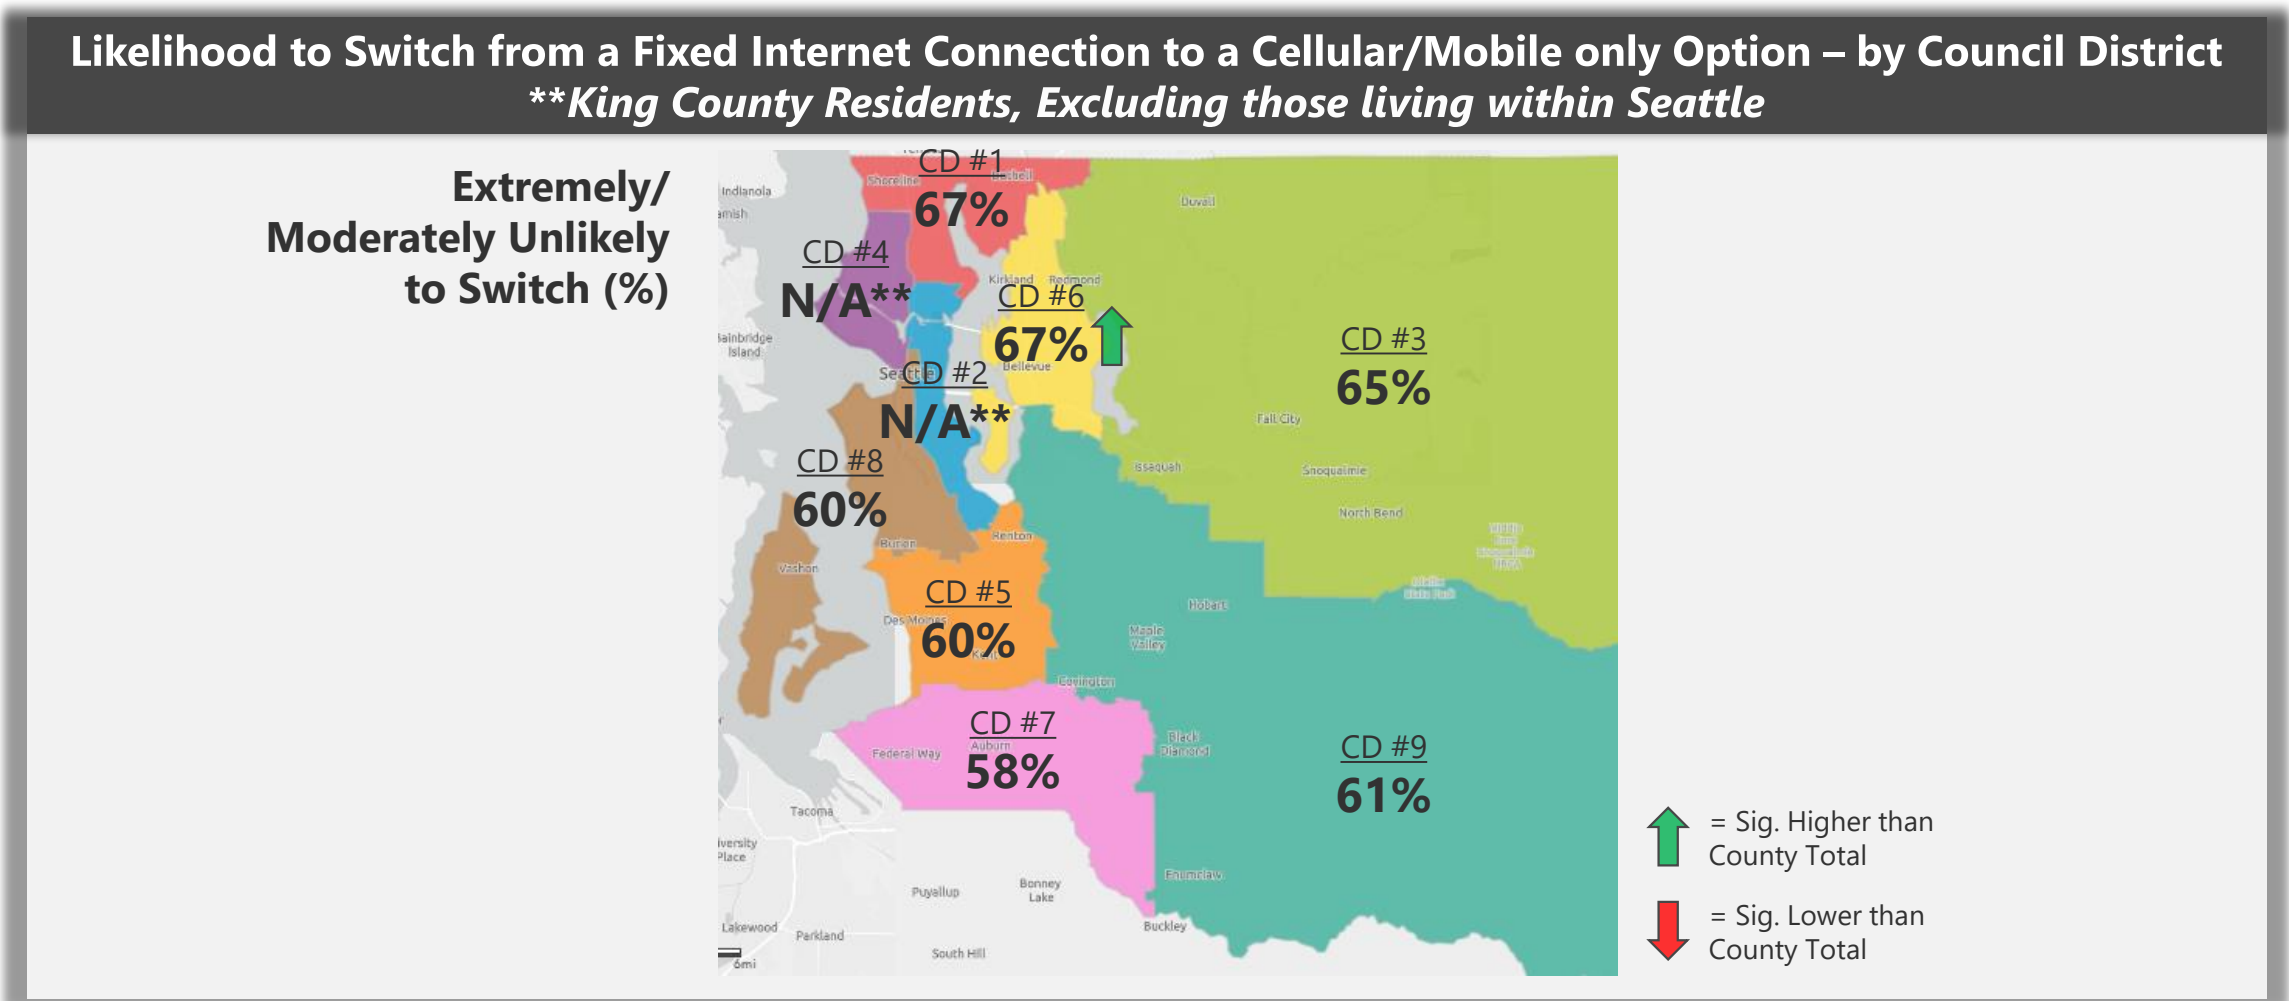 Likelihood to Switch from a Fixed Internet Connection to a Cellular/Mobile only Option – by Council District
**King County Residents, Excluding those living within Seattle
Extremely/
Moderately Unlikely
to Switch (%)
CD #1
67%
Shoreline
Indianola
Duvall
CD #4
N/A**
Kirkland
Redmond
CD #6
67%
Bellevue
Bainbridge
Island
CD #3
65%
Seattle
CD #2
N/A**
Fall City
CD #8
60%
Issaquah
Snoqualmie
North Bend
Burien
Renton
Vashon
CD #5
60%
Des Moines
Kent
Hobart
Maple
Valley
Covington
CD #7
58%
Federal Way
Auburn
Black
Diamond
CD #9
61%
Tacoma
Enumclaw
Puyallup
Bonney
Lake
Buckley
Lakewood
Parkland
South Hill
6mi
= Sig. Higher than
County Total
= Sig. Lower than
County Total